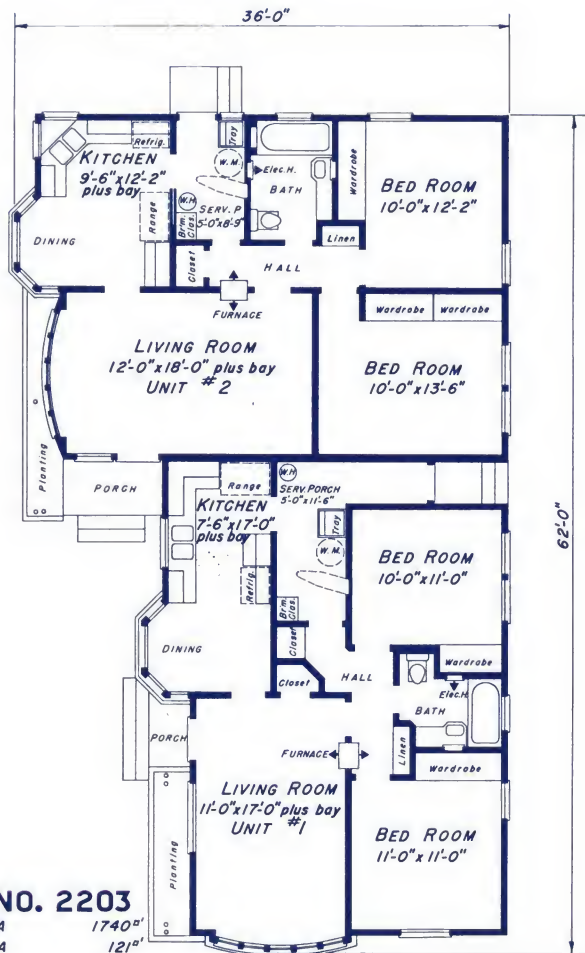 36'-0"
Refrig.
Tray
KITCHEN
9'-6"x12'-2"
plus bay
W.M.
Elec.H.
BATH
Wardrobe
BED ROOM
10'-0"x12'-2"
Range
W.H
Brm.
Clos.
SERV. P
5'-0"x8'-9"
DINING
Closet
HALL
Linen
FURNACE
Wardrobe
Wardrobe
LIVING ROOM
12'-0"x18'-0" plus bay
UNIT #2
BED ROOM
10'-0"x13'-6"
Planting
PORCH
62'-0"
W.H
Range
KITCHEN
7'-6"x17'-0"
plus bay
SERV. PORCH
5'-0"x11'-6"
Tray
W.M.
BED ROOM
10'-0"x11'-0"
Refrig.
Brm.
Clos.
DINING
Closet
Wardrobe
Closet
HALL
Elec.H
BATH
PORCH
FURNACE
Linen
Wardrobe
LIVING ROOM
11'-0"x17'-0" plus bay
UNIT #1
BED ROOM
11'-0"x11'-0"
Planting
NO. 2203
A 1740□'
A 121□'